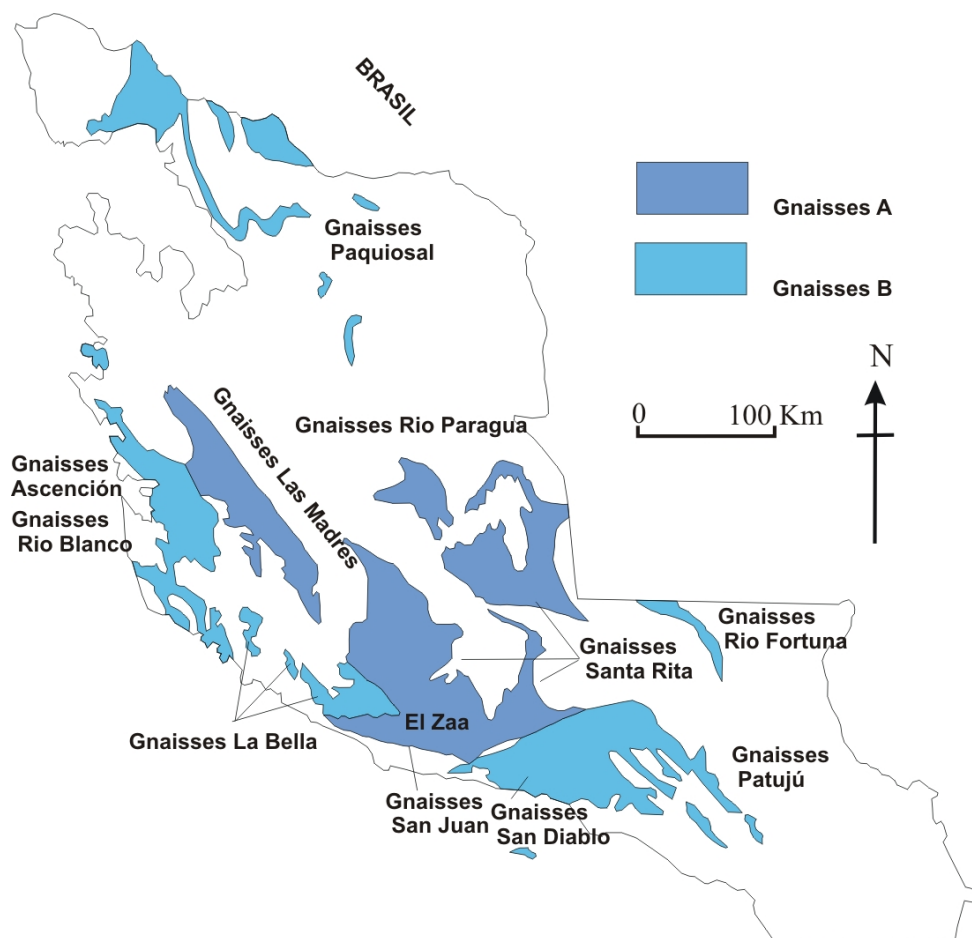 BRASIL
Gnaisses A
Gnaisses
Paquiosal
Gnaisses B
N
0 100 Km
Gnaisses Las Madres
Gnaisses Rio Paragua
Gnaisses
Ascención
Gnaisses
Rio Blanco
Gnaisses
Rio Fortuna
Gnaisses
Santa Rita
El Zaa
Gnaisses La Bella
Gnaisses
Patujú
Gnaisses
San Juan
Gnaisses
San Diablo